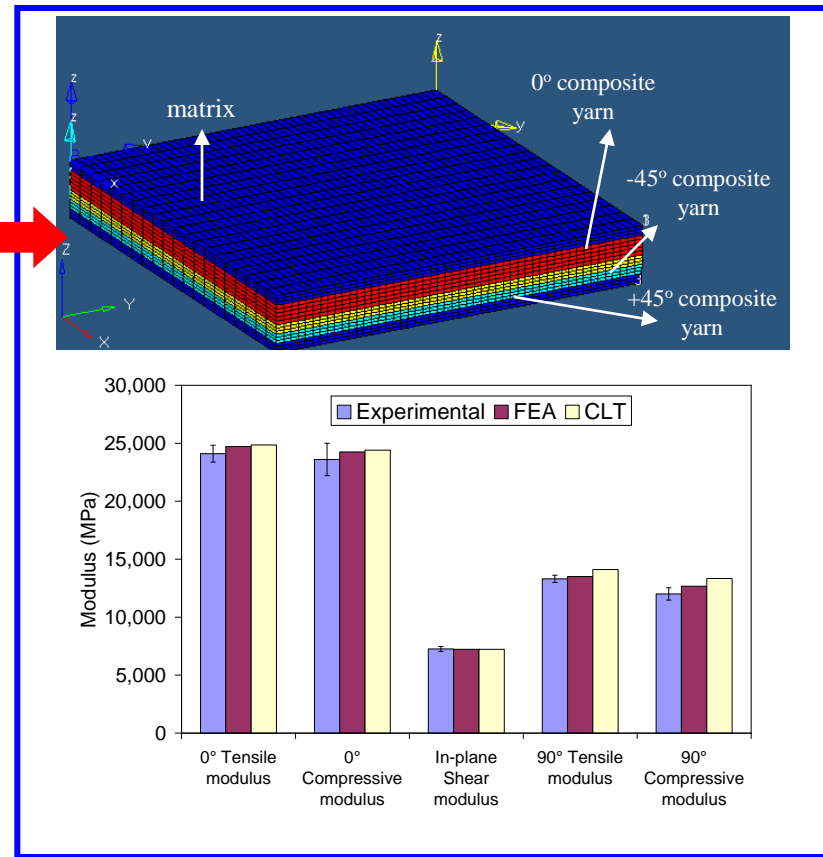 z
z
z
matrix
y
y
x
0° composite
yarn
-45° composite
yarn
Z
Y
X
+45° composite
yarn
30,000
25,000
20,000
15,000
10,000
5,000
0
Modulus (MPa)
Experimental FEA CLT
0° Tensile
modulus
0°
Compressive
modulus
In-plane
Shear
modulus
90° Tensile
modulus
90°
Compressive
modulus